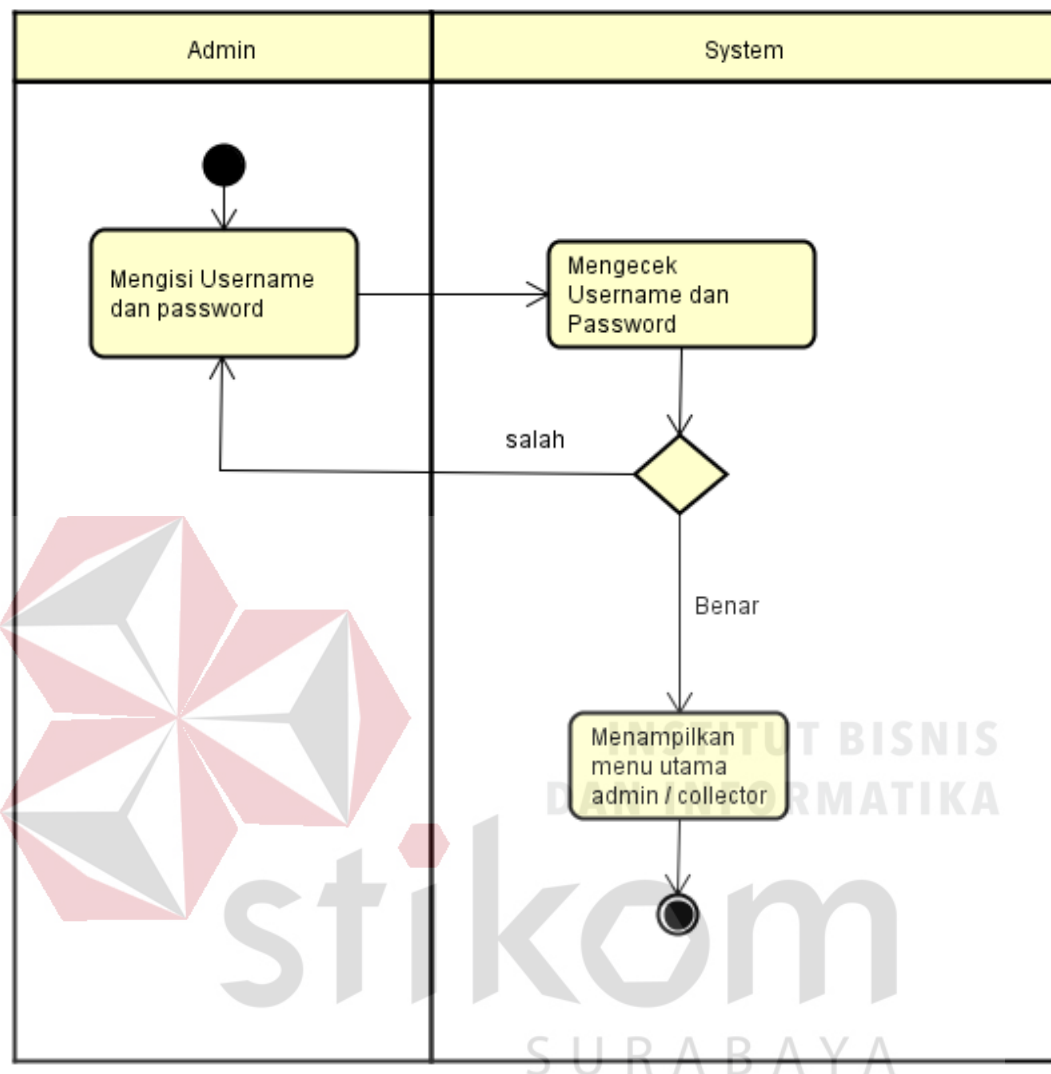 Admin
System
Mengisi Username
dan password
Mengecek
Username dan
Password
salah
Benar
Menampilkan
menu utama
admin / collector
INSTITUT BISNIS
DAN INFORMATIKA
stikom
SURABAYA